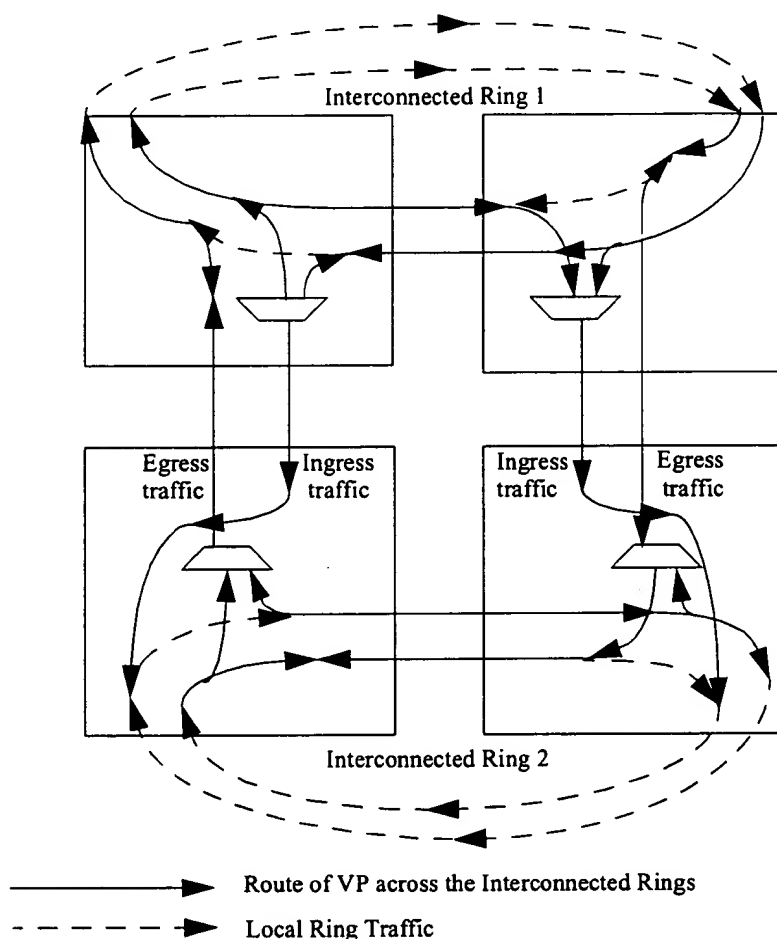 Interconnected Ring 1
Egress
traffic
Ingress
traffic
Ingress
traffic
Egress
traffic
Interconnected Ring 2
Route of VP across the Interconnected Rings
Local Ring Traffic